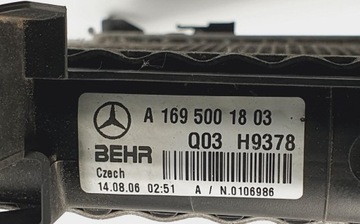 A 169 500 18 03
Q03 H9378
BEHR
Czech
14.08.06 02:51 A / N.0106986